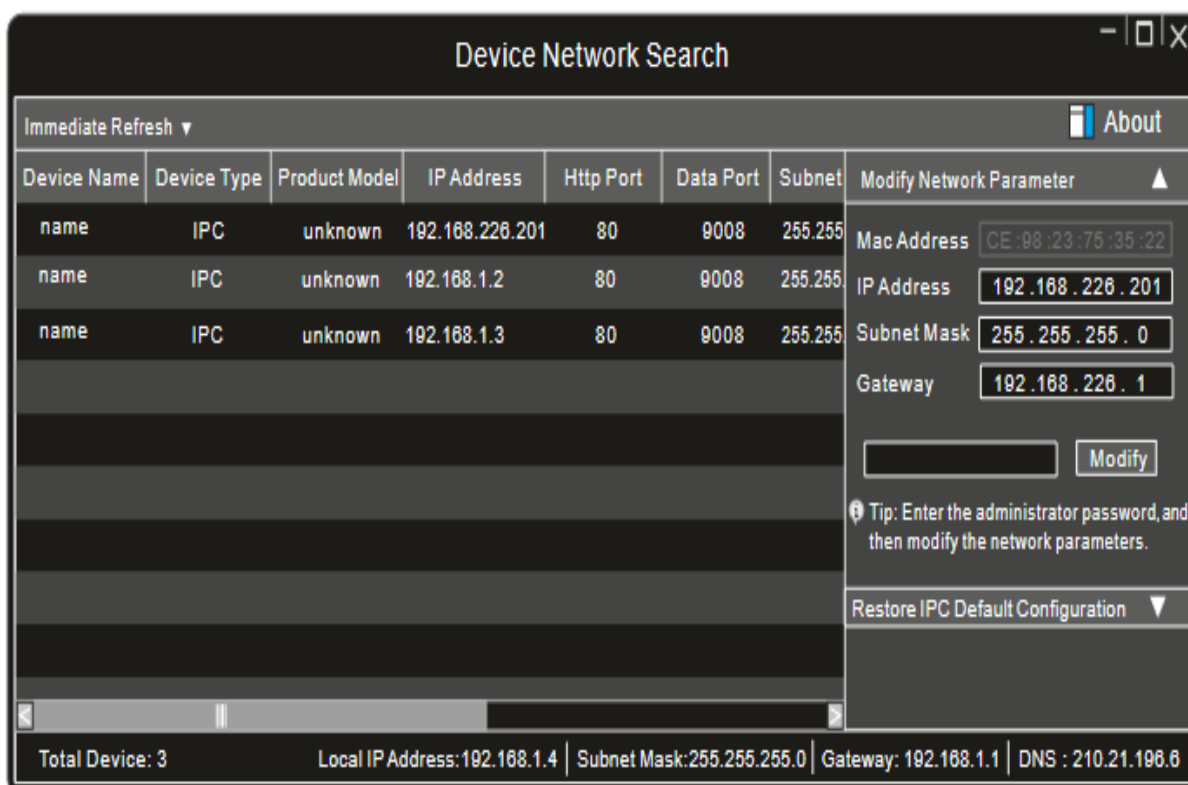 Device Network Search
Immediate Refresh ▼ About
Device Name Device Type Product Model IP Address Http Port Data Port Subnet
name IPC unknown 192.168.226.201 80 9008 255.255
name IPC unknown 192.168.1.2 80 9008 255.255.
name IPC unknown 192.168.1.3 80 9008 255.255.
Modify Network Parameter ▲
Mac Address CE :98 :23 :75 :35 :22
IP Address 192 .168 . 226 . 201
Subnet Mask 255 . 255 . 255 . 0
Gateway 192 .168 . 226 . 1
Modify
Tip: Enter the administrator password, and
then modify the network parameters.
Restore IPC Default Configuration ▼
Total Device: 3 Local IP Address:192.168.1.4 Subnet Mask:255.255.255.0 Gateway: 192.168.1.1 DNS : 210.21.196.6